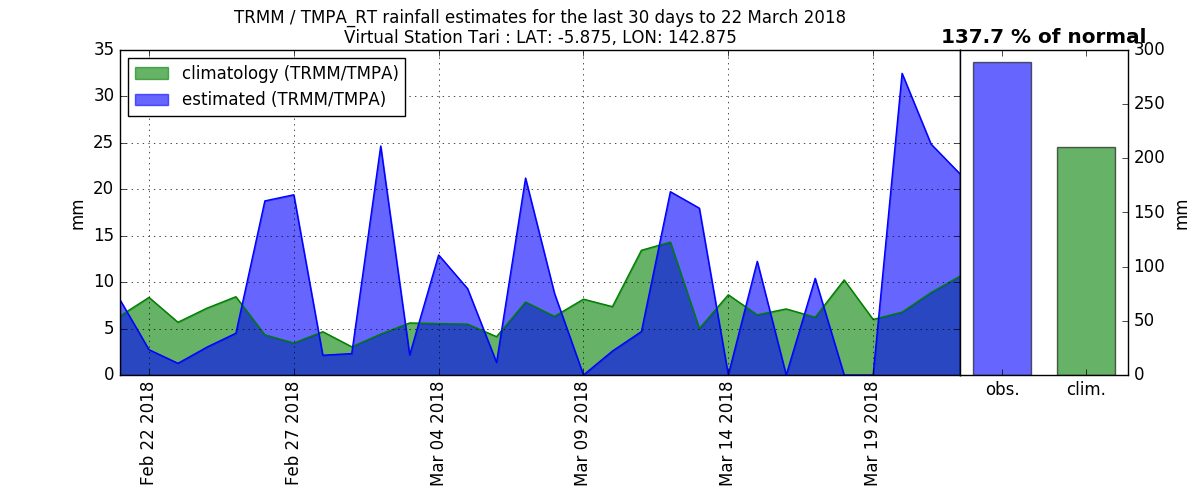 TRMM / TMPA_RT rainfall estimates for the last 30 days to 22 March 2018
Virtual Station Tari : LAT: -5.875, LON: 142.875
137.7 % of normal
climatology (TRMM/TMPA)
estimated (TRMM/TMPA)
mm
35
30
25
20
15
10
5
0
Feb 22 2018
Feb 27 2018
Mar 04 2018
Mar 09 2018
Mar 14 2018
Mar 19 2018
obs.
clim.
300
250
200
150
100
50
0
mm